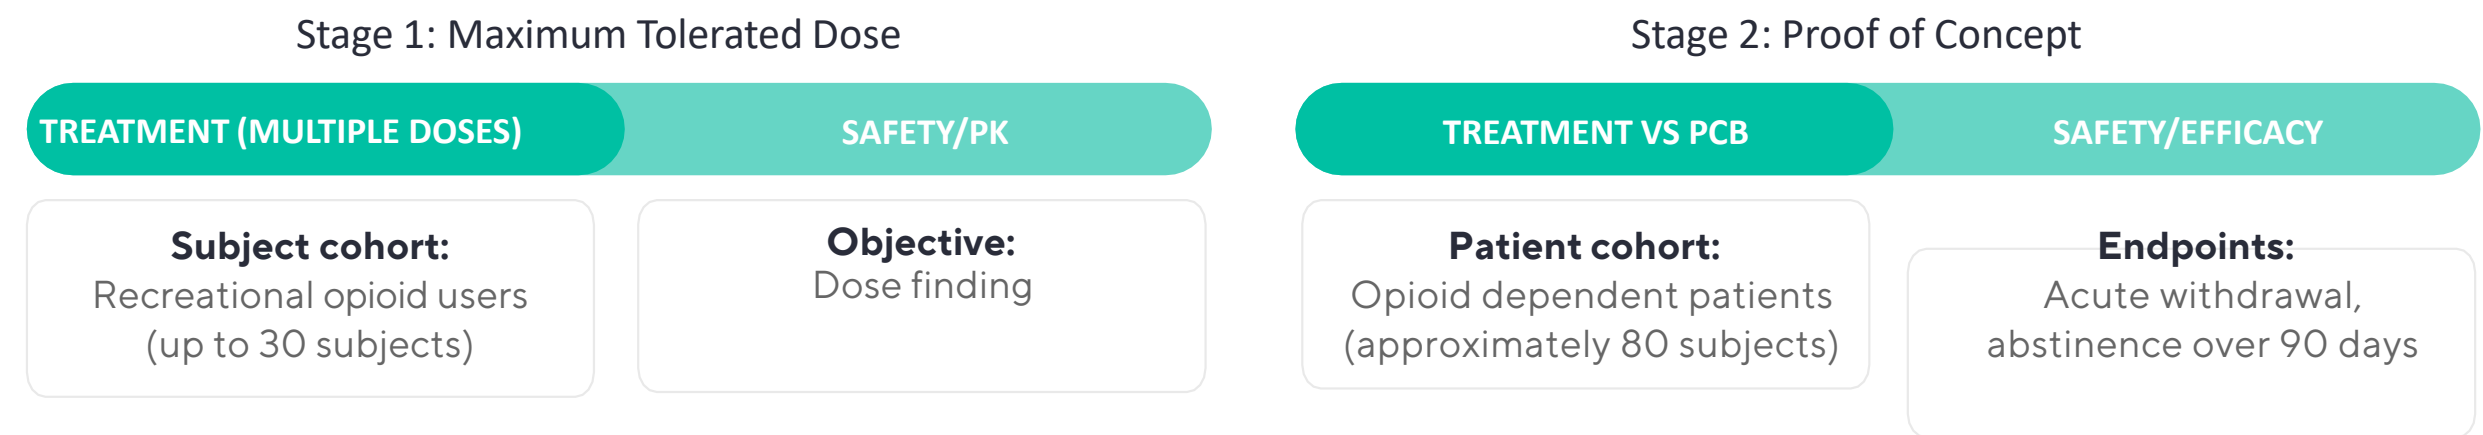 Stage 1: Maximum Tolerated Dose
TREATMENT (MULTIPLE DOSES)
SAFETY/PK
Subject cohort:
Recreational opioid users
(up to 30 subjects)
Objective:
Dose finding
Stage 2: Proof of Concept
TREATMENT VS PCB
SAFETY/EFFICACY
Patient cohort:
Opioid dependent patients
(approximately 80 subjects)
Endpoints:
Acute withdrawal,
abstinence over 90 days